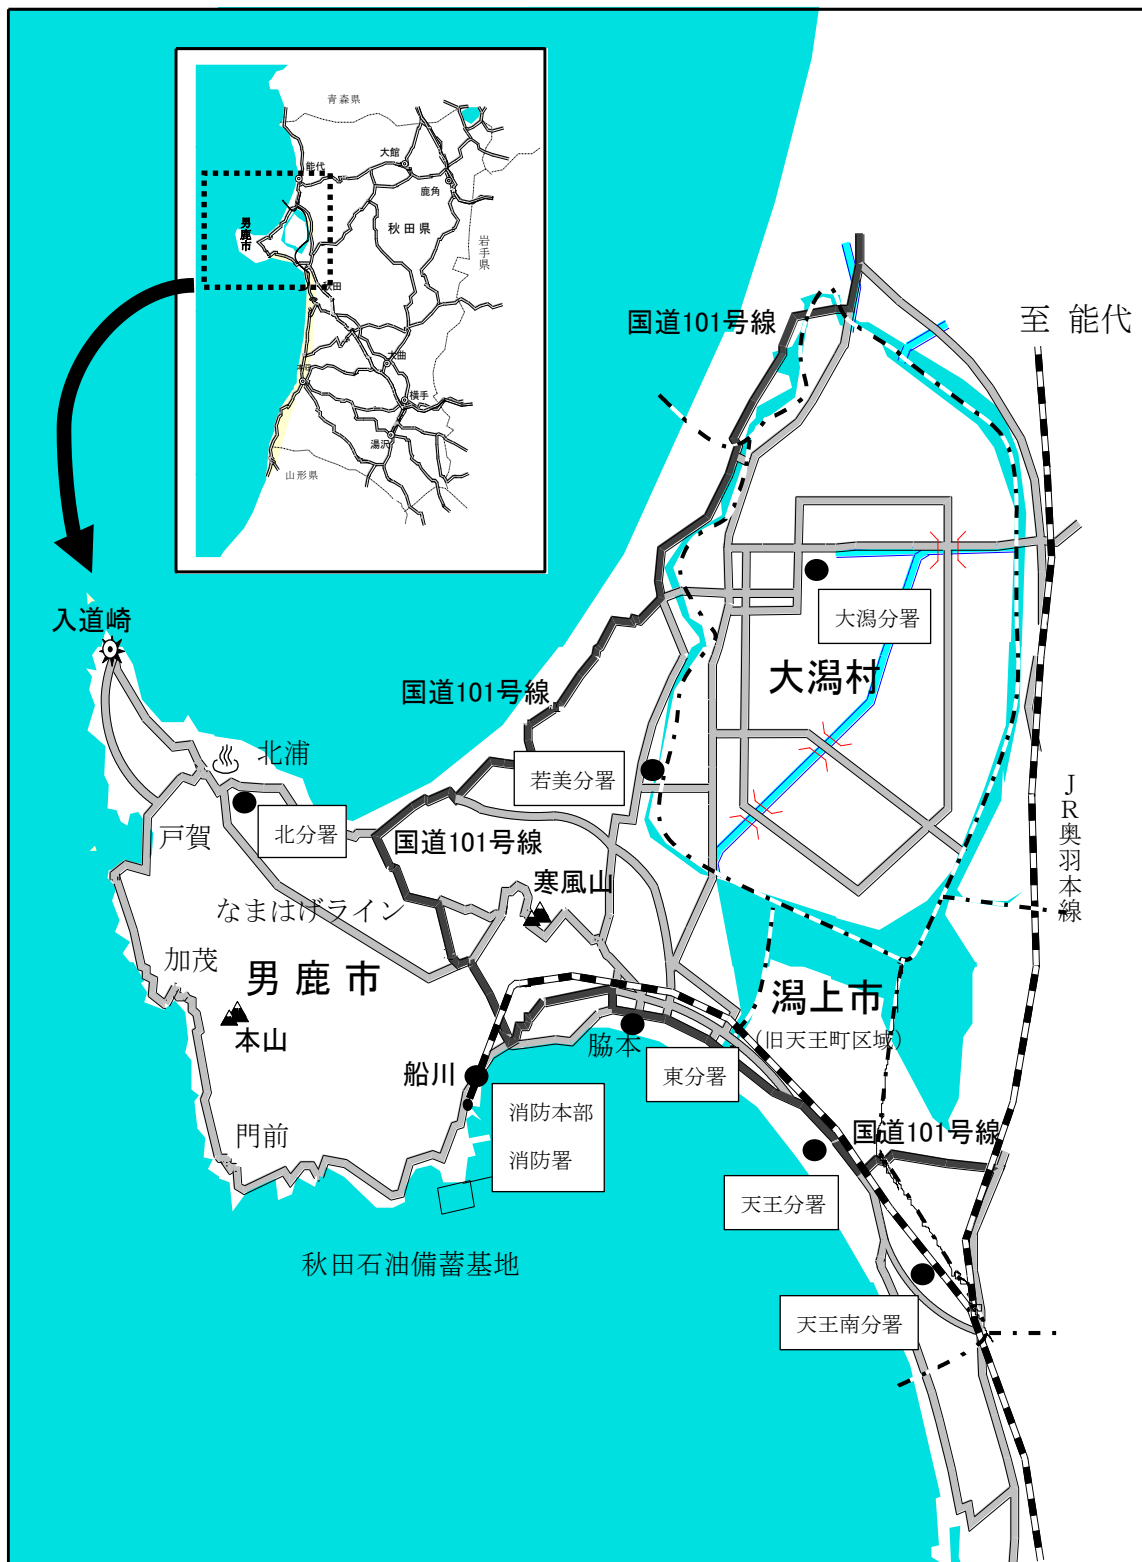 青森県
大館
能代
鹿角
男鹿市
秋田県
岩手県
秋田
大曲
横手
湯沢
山形県
国道101号線
至 能代
入道崎
大潟分署
大潟村
国道101号線
北浦
若美分署
JR奥羽本線
戸賀
北分署
国道101号線
寒風山
なまはげライン
加茂
男鹿市
潟上市
(旧天王町区域)
本山
脇本
船川
東分署
消防本部
消防署
門前
国道101号線
天王分署
秋田石油備蓄基地
天王南分署